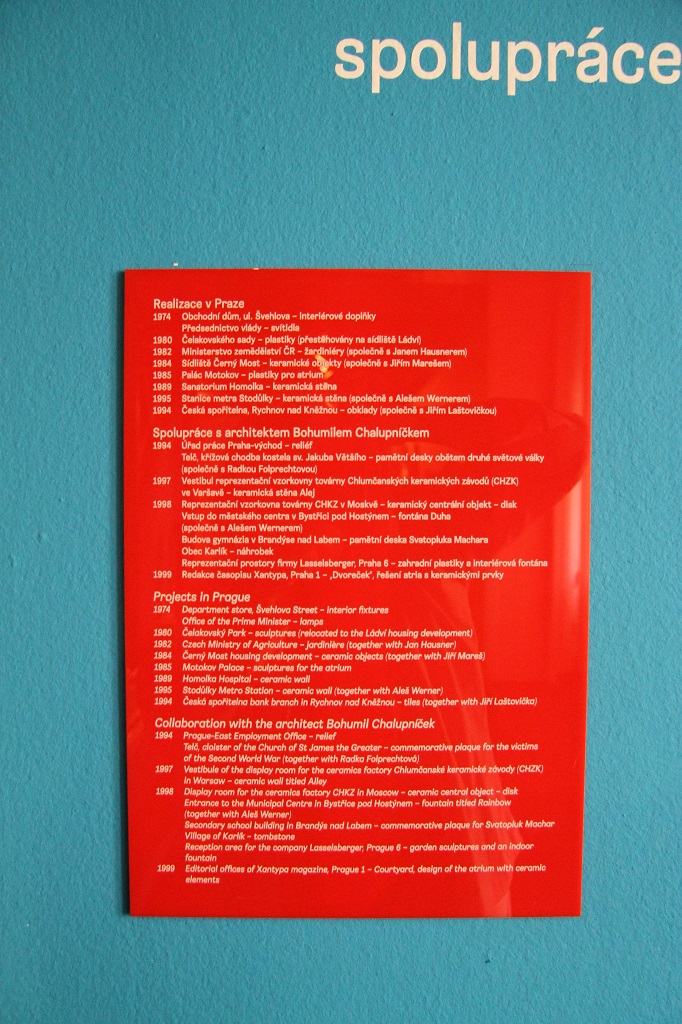 spolupráce
Realizace v Praze
1974 Obchodní dům, ul. Švehlova – interiérové doplňky
Předsednictvo vlády – svítidla
1980 Čelakovského sady – plastiky (přestěhovány na sídliště Ládví)
1982 Ministerstvo zemědělství ČR – žardiniéry (společně s Janem Hausnerem)
1984 Sídliště Černý Most – keramické objekty (společně s Jiřím Marešem)
1985 Palác Motokov – plastiky pro atrium
1989 Sanatorium Homolka – keramická stěna
1995 Stanice metra Stodůlky – keramická stěna (společně s Alešem Wernerem)
1994 Česká spořitelna, Rychnov nad Kněžnou – obklady (společně s Jiřím Laštovičkou)
Spolupráce s architektem Bohumilem Chalupníčkem
1994 Úřad práce Praha-východ – reliéf
Telč, křížová chodba kostela sv. Jakuba Většího – pamětní desky obětem druhé světové války
(společně s Radkou Folprechtovou)
1997 Vestibul reprezentační vzorkovny továrny Chlumčanských keramických závodů (CHZK)
ve Varšavě – keramická stěna Alej
1998 Reprezentační vzorkovna továrny CHKZ v Moskvě – keramický centrální objekt – disk
Vstup do městského centra v Bystřici pod Hostýnem – fontána Duha
(společně s Alešem Wernerem)
Budova gymnázia v Brandýse nad Labem – pamětní deska Svatopluka Machara
Obec Karlík – náhrobek
Reprezentační prostory firmy Lasselsberger, Praha 6 – zahradní plastiky a interiérová fontána
1999 Redakce časopisu Xantypa, Praha 1 – „Dvoreček“, řešení atria s keramickými prvky
Projects in Prague
1974 Department store, Švehlova Street – interior fixtures
Office of the Prime Minister – lamps
1980 Čelakovský Park – sculptures (relocated to the Ládví housing development)
1982 Czech Ministry of Agriculture – jardinière (together with Jan Hausner)
1984 Černý Most housing development – ceramic objects (together with Jiří Mareš)
1985 Motokov Palace – sculptures for the atrium
1989 Homolka Hospital – ceramic wall
1995 Stodůlky Metro Station – ceramic wall (together with Aleš Werner)
1994 Česká spořitelna bank branch in Rychnov nad Kněžnou – tiles (together with Jiří Laštovička)
Collaboration with the architect Bohumil Chalupníček
1994 Prague-East Employment Office – relief
Telč, cloister of the Church of St James the Greater – commemorative plaque for the victims
of the Second World War (together with Radka Folprechtová)
1997 Vestibule of the display room for the ceramics factory Chlumčanské keramické závody (CHZK)
in Warsaw – ceramic wall titled Alley
1998 Display room for the ceramics factory CHKZ in Moscow – ceramic central object – disk
Entrance to the Municipal Centre in Bystřice pod Hostýnem – fountain titled Rainbow
(together with Aleš Werner)
Secondary school building in Brandýs nad Labem – commemorative plaque for Svatopluk Machar
Village of Karlík – tombstone
Reception area for the company Lasselsberger, Prague 6 – garden sculptures and an indoor
fountain
1999 Editorial offices of Xantypa magazine, Prague 1 – Courtyard, design of the atrium with ceramic
elements